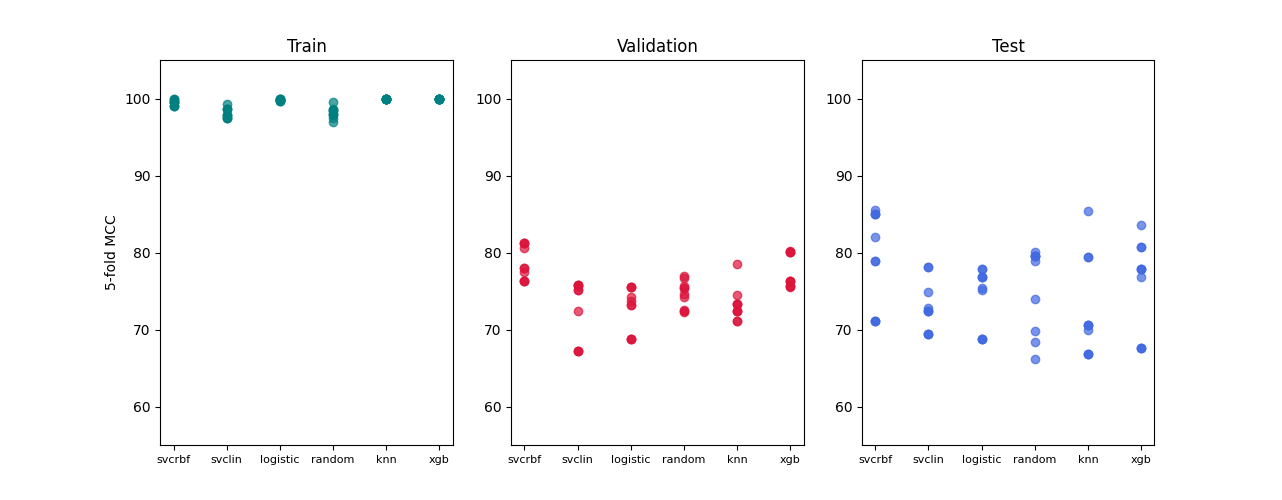 Train
Validation
Test
5-fold MCC
100
90
80
70
60
svcrbf
svclin
logistic
random
knn
xgb
100
90
80
70
60
svcrbf
svclin
logistic
random
knn
xgb
100
90
80
70
60
svcrbf
svclin
logistic
random
knn
xgb